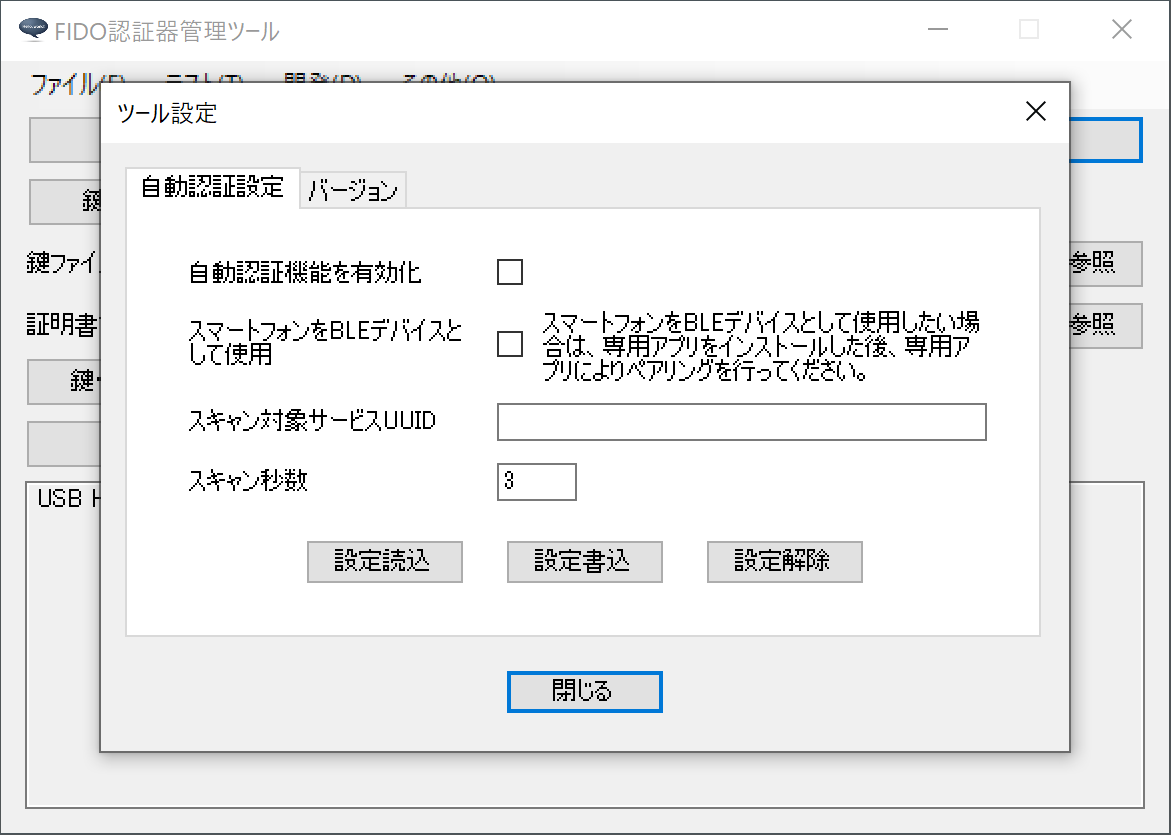 FIDO認証器管理ツール
ファイル(F) テスト(T) 開発(D) その他(O)
ツール設定
自動認証設定 バージョン
自動認証機能を有効化
スマートフォンをBLEデバイスと
して使用
スマートフォンをBLEデバイスとして使用したい場
合は、専用アプリをインストールした後、専用ア
プリによりペアリングを行ってください。
スキャン対象サービスUUID
スキャン秒数
3
設定読込 設定書込 設定解除
閉じる
鍵
鍵ファイル
参照
証明書
参照
鍵・
USB H